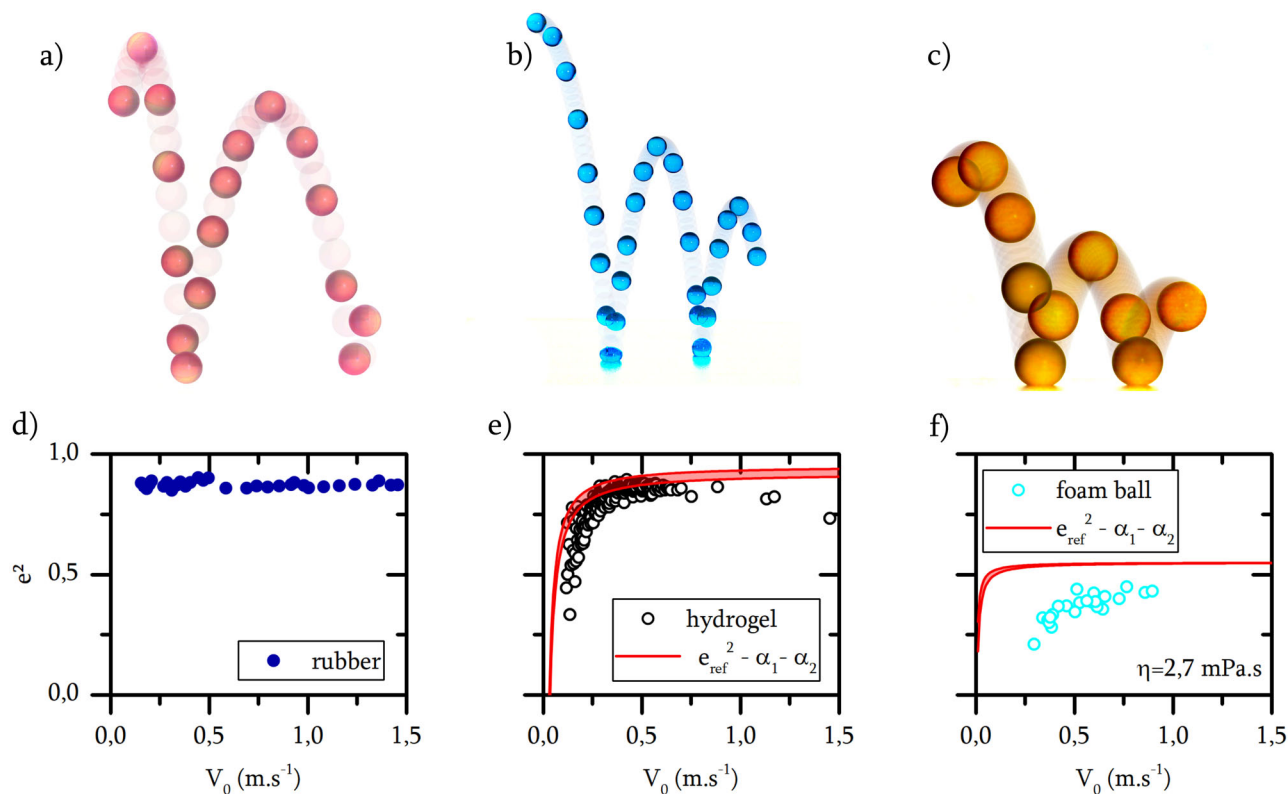 a)
b)
c)
d)
e)
f)
1,0
0,5
0,0
e²
rubber
hydrogel
e_ref² - α₁- α₂
foam ball
e_ref² - α₁- α₂
η=2,7 mPa.s
0,0 0,5 1,0 1,5
0,0 0,5 1,0 1,5
0,0 0,5 1,0 1,5
V₀ (m.s⁻¹)
V₀ (m.s⁻¹)
V₀ (m.s⁻¹)